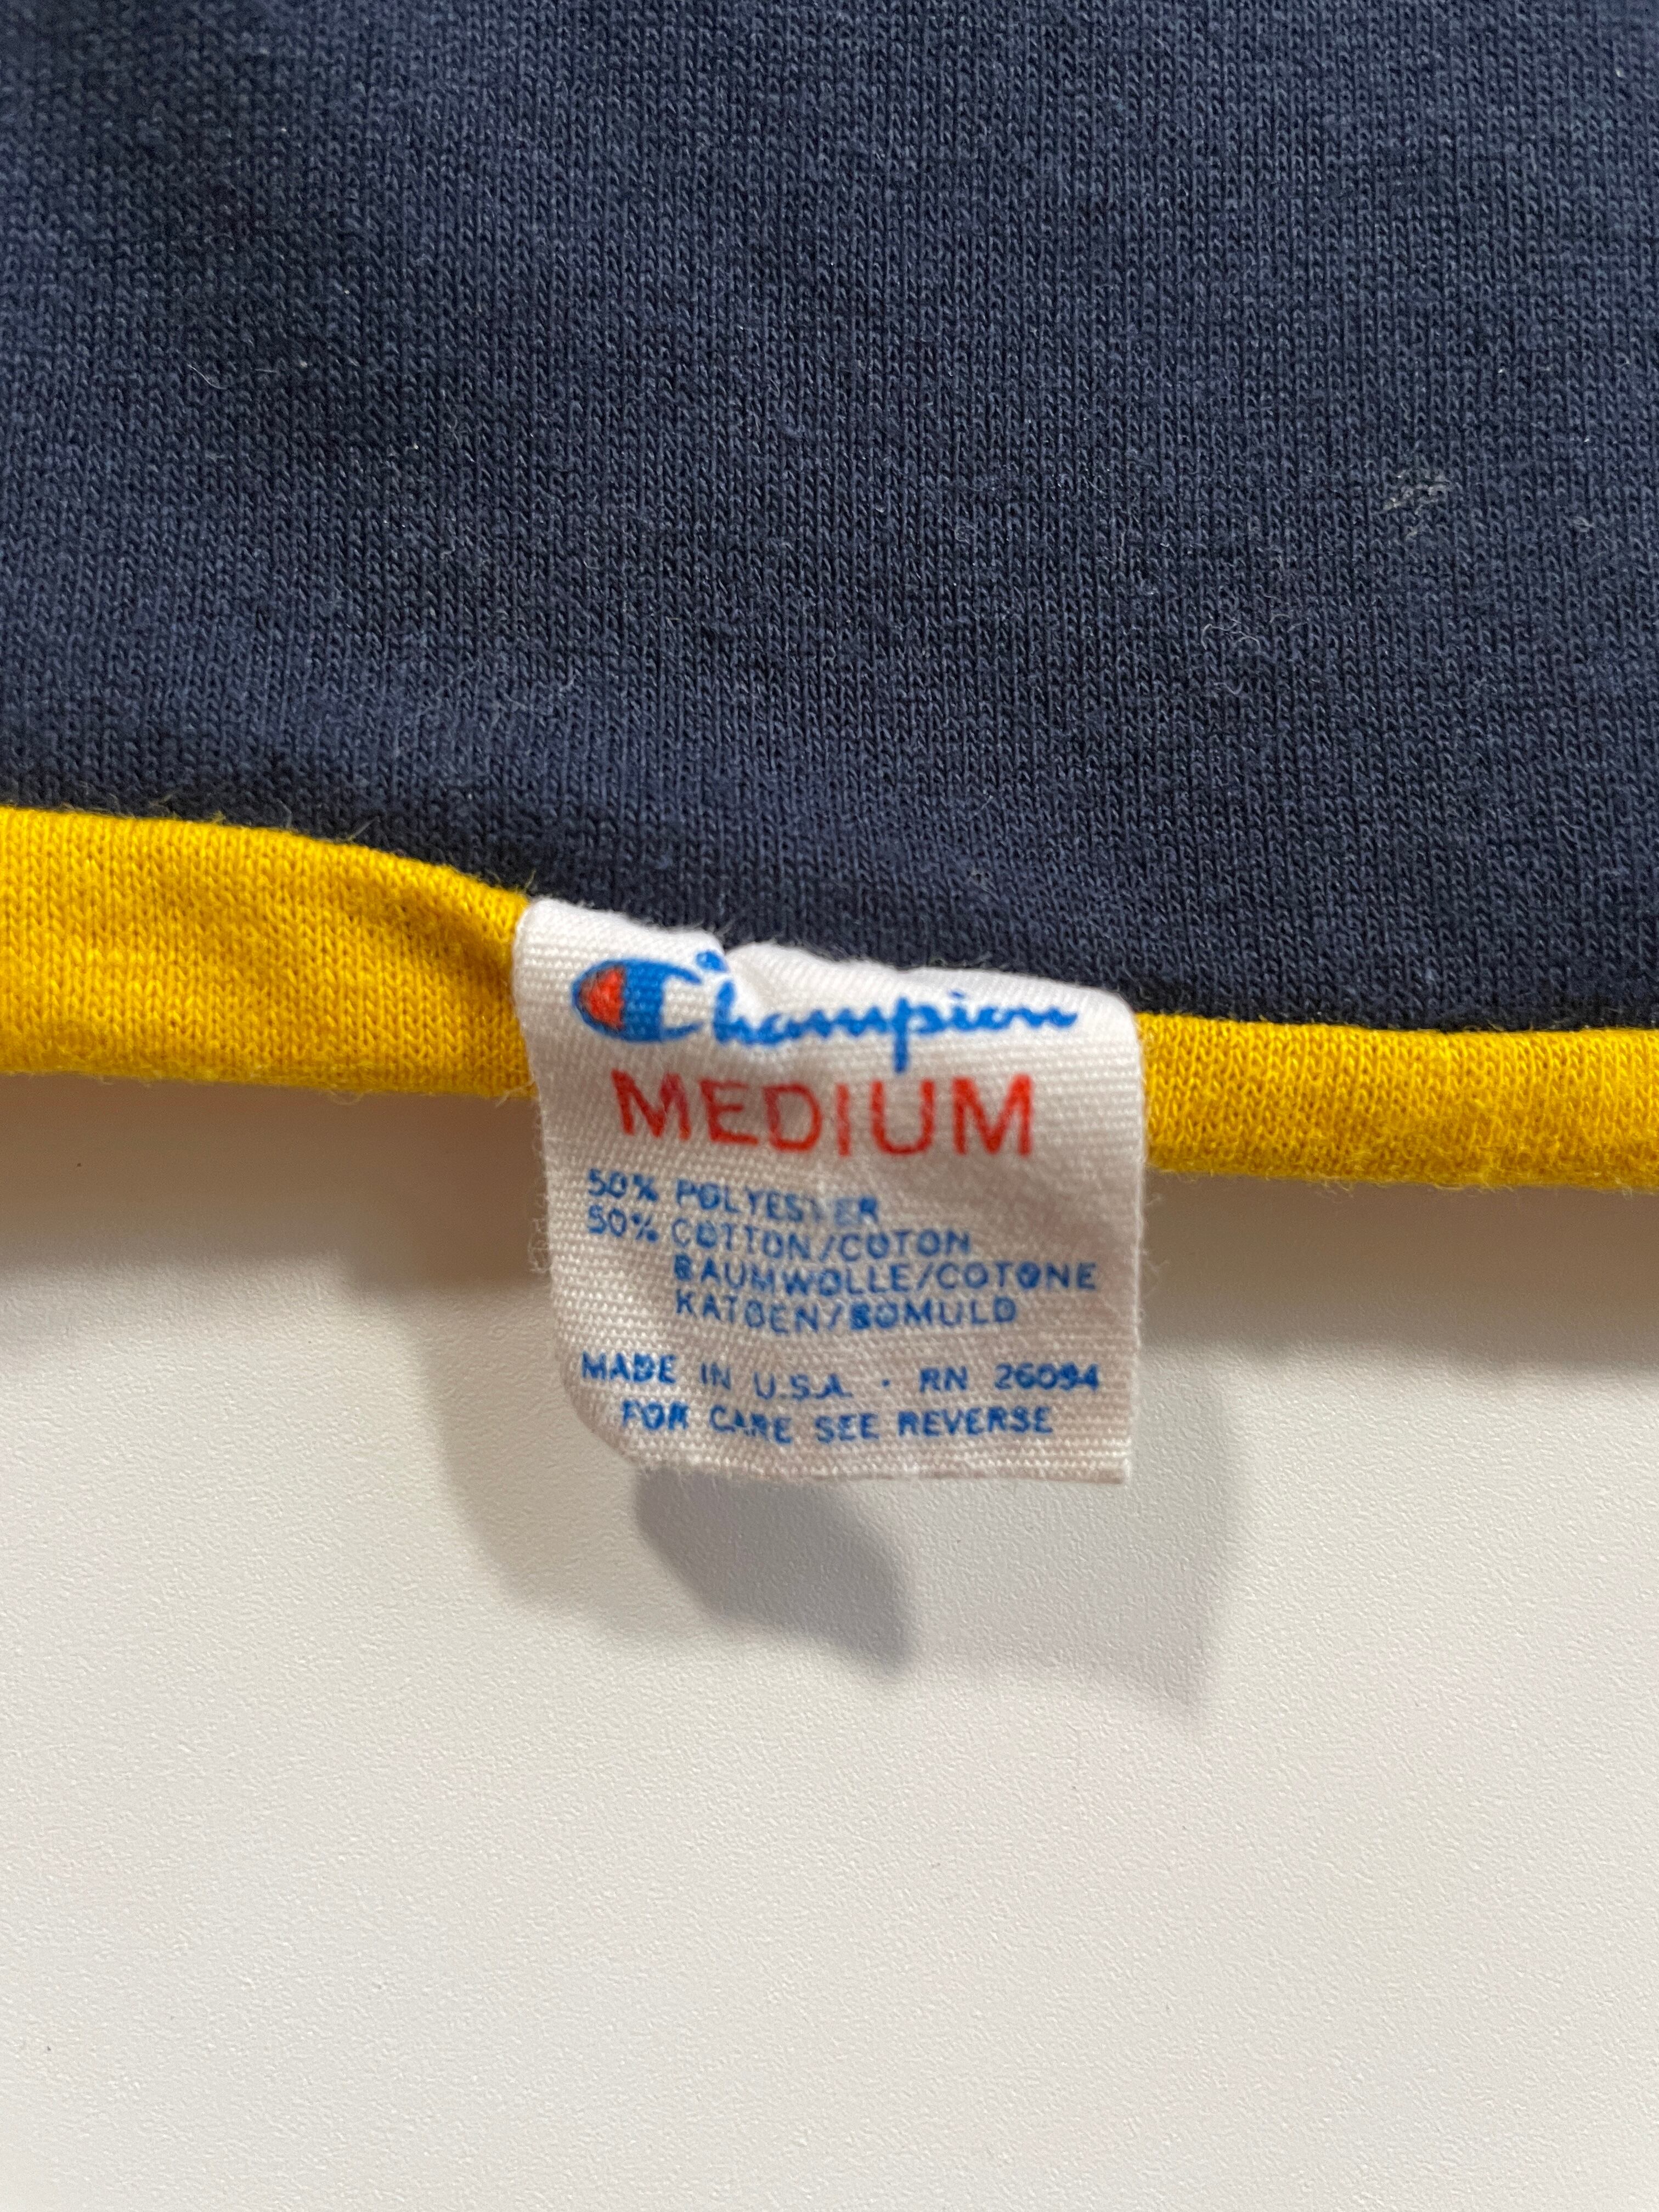 Champion®
MEDIUM
50% POLYESTER
50% COTTON/COTON
BAUMWOLLE/COTONE
KATOEN/BOMULD
MADE IN U.S.A. · RN 26094
FOR CARE SEE REVERSE